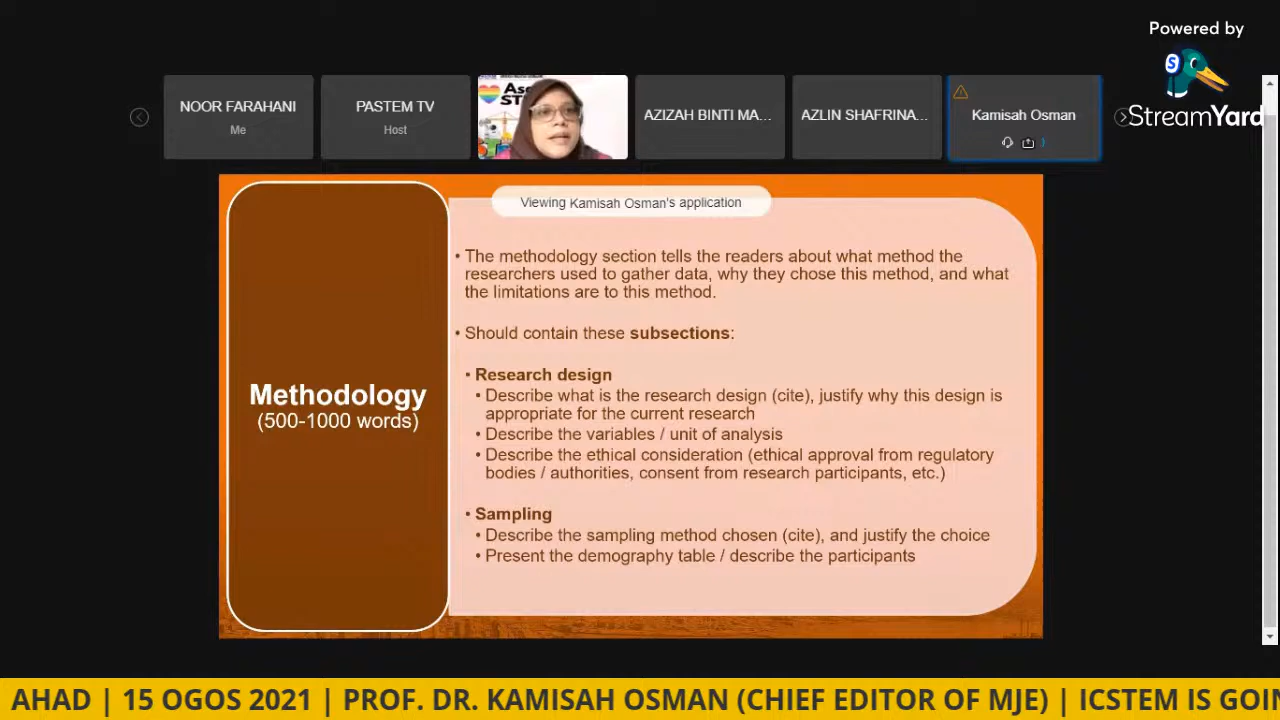 Powered by
StreamYard
NOOR FARAHANI
Me
PASTEM TV
Host
AZIZAH BINTI MA...
AZLIN SHAFRINA...
Kamisah Osman
Viewing Kamisah Osman's application
Methodology
(500-1000 words)
• The methodology section tells the readers about what method the
researchers used to gather data, why they chose this method, and what
the limitations are to this method.
• Should contain these subsections:
• Research design
• Describe what is the research design (cite), justify why this design is
appropriate for the current research
• Describe the variables / unit of analysis
• Describe the ethical consideration (ethical approval from regulatory
bodies / authorities, consent from research participants, etc.)
• Sampling
• Describe the sampling method chosen (cite), and justify the choice
• Present the demography table / describe the participants
AHAD | 15 OGOS 2021 | PROF. DR. KAMISAH OSMAN (CHIEF EDITOR OF MJE) | ICSTEM IS GOIN